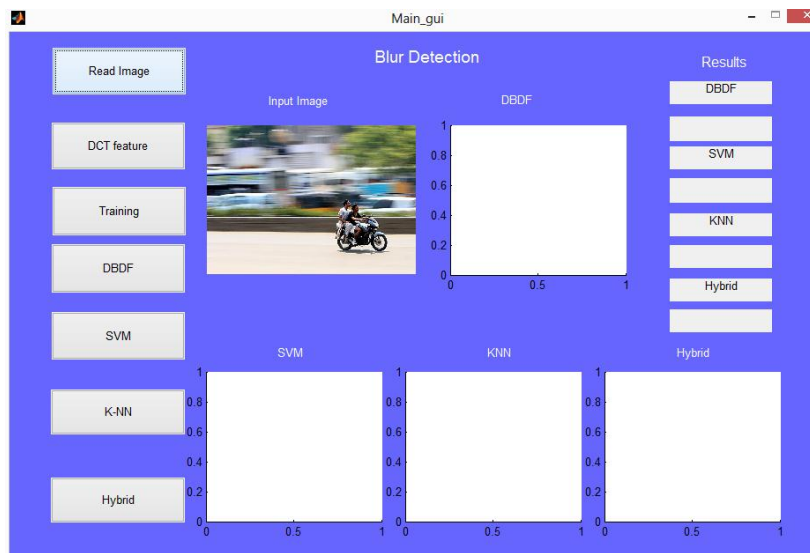 Main_gui
Blur Detection
Read Image
DCT feature
Training
DBDF
SVM
K-NN
Hybrid
Input Image
DBDF
1
0.8
0.6
0.4
0.2
0
0 0.5 1
Results
DBDF
SVM
KNN
Hybrid
SVM
1
0.8
0.6
0.4
0.2
0
0 0.5 1
KNN
1
0.8
0.6
0.4
0.2
0
0 0.5 1
Hybrid
1
0.8
0.6
0.4
0.2
0
0 0.5 1